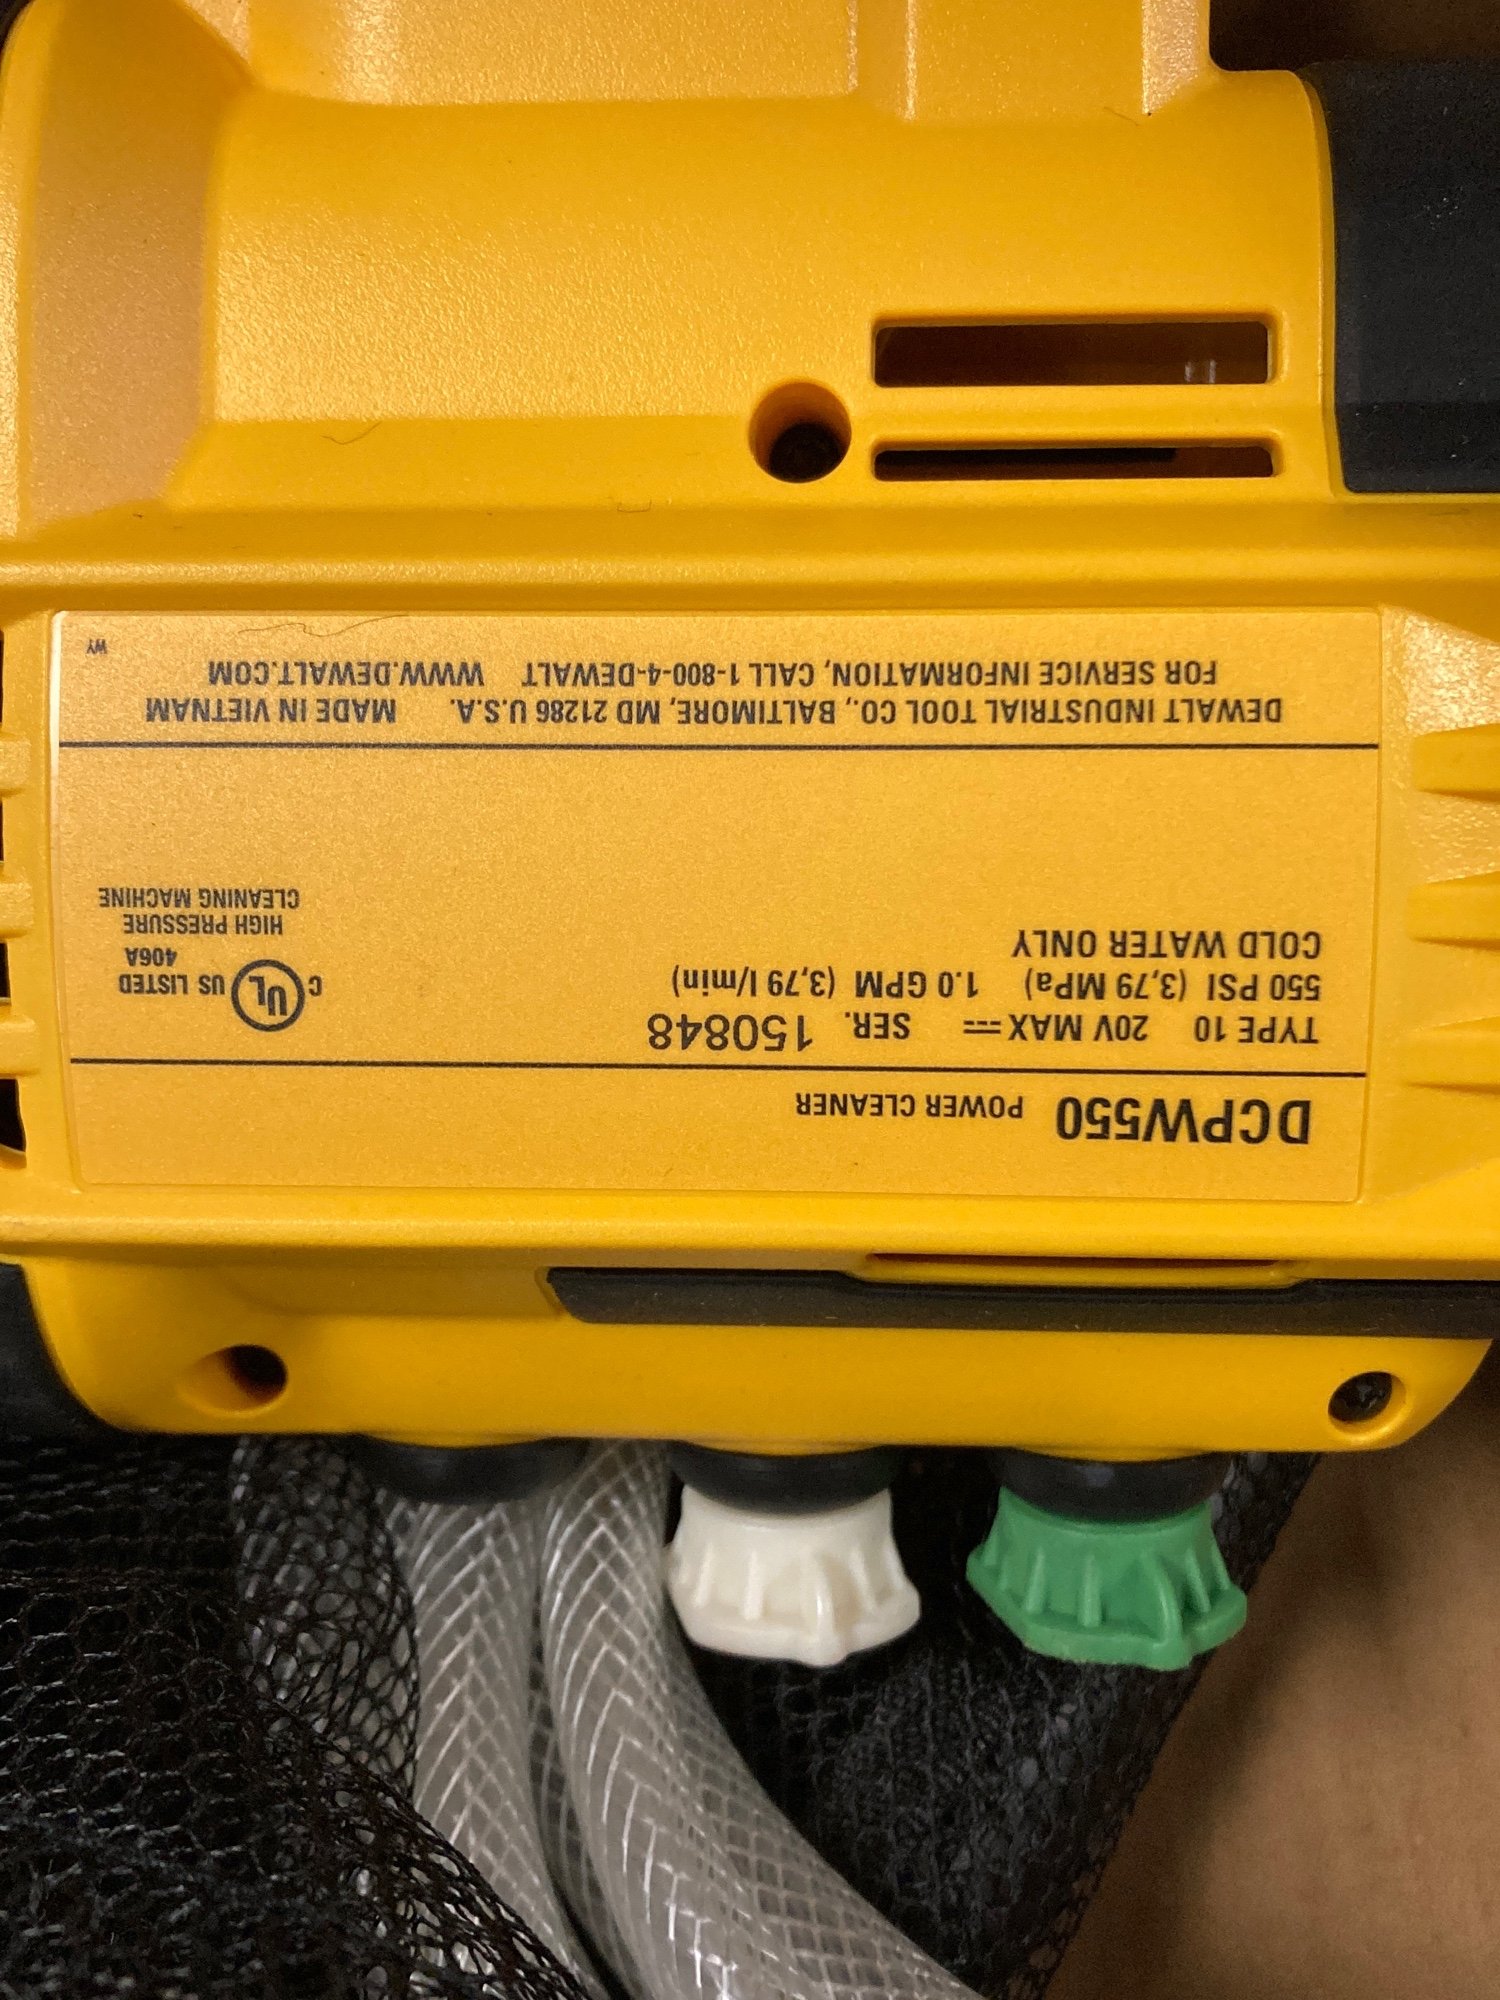 DCPW550 POWER CLEANER
TYPE 10 20V MAX ⎓ SER. 150848
550 PSI (3,79 MPa) 1.0 GPM (3,79 l/min)
COLD WATER ONLY
C UL US LISTED
406A
HIGH PRESSURE
CLEANING MACHINE
DEWALT INDUSTRIAL TOOL CO., BALTIMORE, MD 21286 U.S.A. MADE IN VIETNAM
FOR SERVICE INFORMATION, CALL 1-800-4-DEWALT WWW.DEWALT.COM
WY